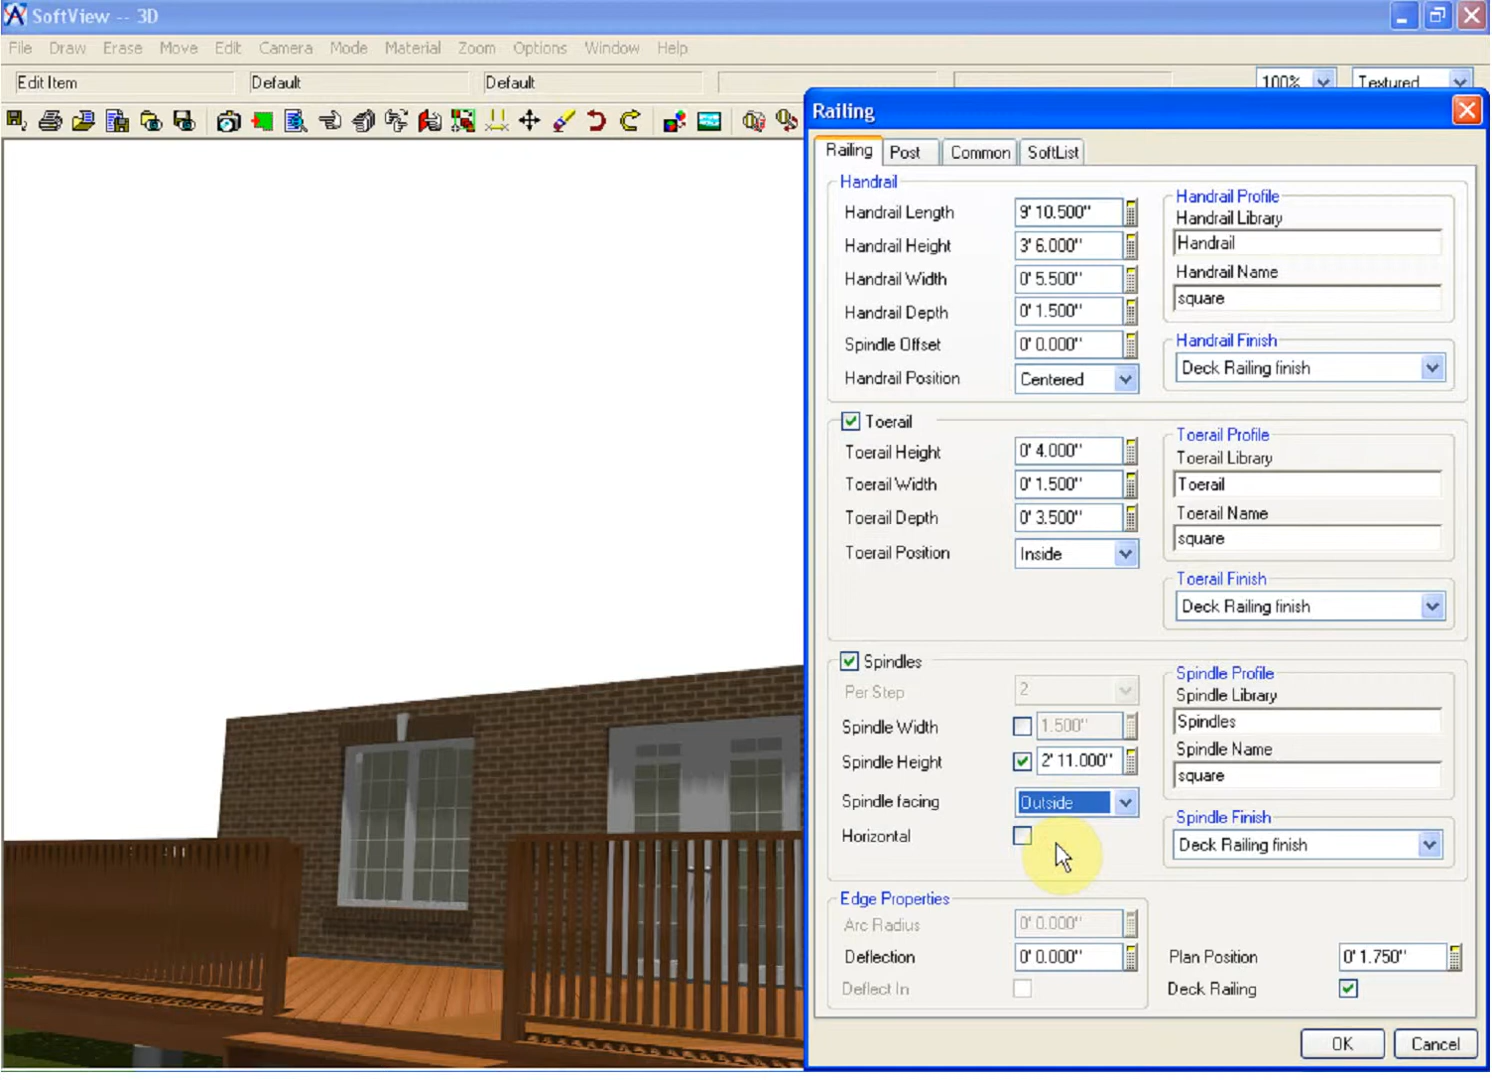 SoftView -- 3D
File Draw Erase Move Edit Camera Mode Material Zoom Options Window Help
Edit Item Default Default 100% Textured
Railing
Railing Post Common SoftList
Handrail
Handrail Length 9' 10.500"
Handrail Height 3' 6.000"
Handrail Width 0' 5.500"
Handrail Depth 0' 1.500"
Spindle Offset 0' 0.000"
Handrail Position Centered
Handrail Profile
Handrail Library
Handrail
Handrail Name
square
Handrail Finish
Deck Railing finish
Toerail
Toerail Height 0' 4.000"
Toerail Width 0' 1.500"
Toerail Depth 0' 3.500"
Toerail Position Inside
Toerail Profile
Toerail Library
Toerail
Toerail Name
square
Toerail Finish
Deck Railing finish
Spindles
Per Step 2
Spindle Width 1.500"
Spindle Height 2' 11.000"
Spindle facing Outside
Horizontal
Spindle Profile
Spindle Library
Spindles
Spindle Name
square
Spindle Finish
Deck Railing finish
Edge Properties
Arc Radius 0' 0.000"
Deflection 0' 0.000"
Deflect In
Plan Position 0' 1.750"
Deck Railing
OK Cancel